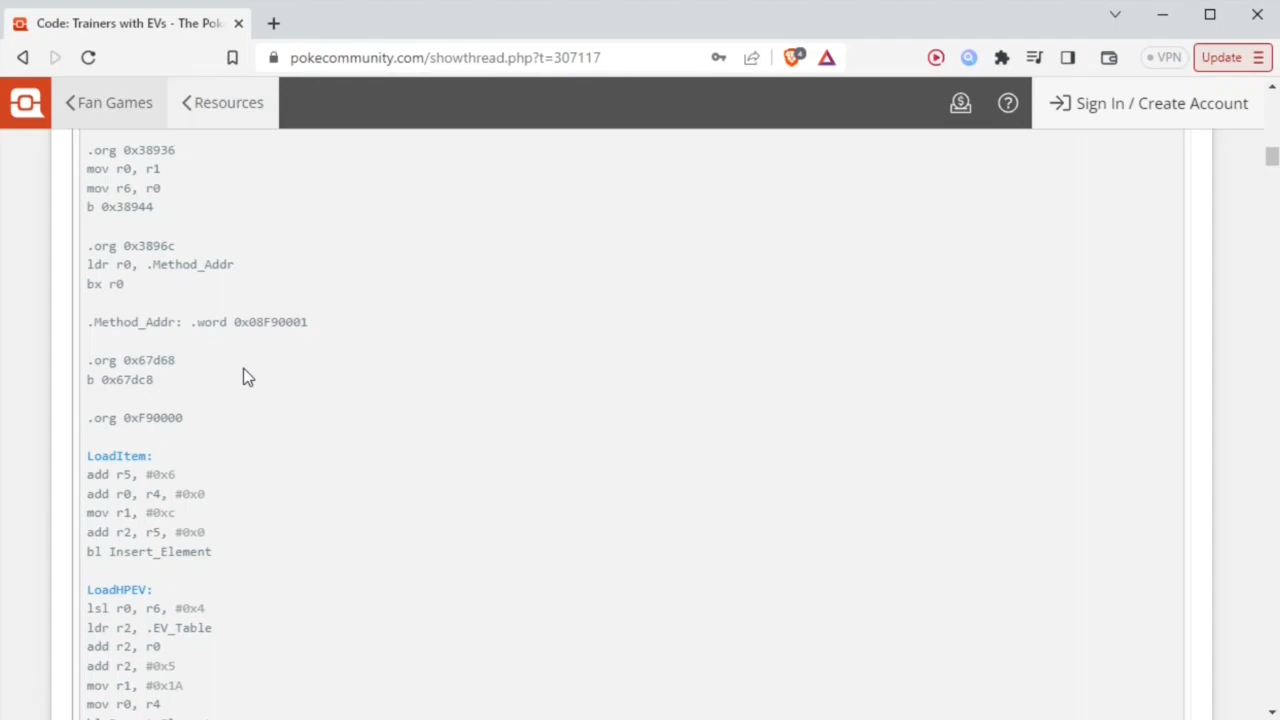 Code: Trainers with EVs - The Pok
pokecommunity.com/showthread.php?t=307117
4
VPN
Update
Fan Games
Resources
Sign In / Create Account
.org 0x38936
mov r0, r1
mov r6, r0
b 0x38944
.org 0x3896c
ldr r0, .Method_Addr
bx r0
.Method_Addr: .word 0x08F90001
.org 0x67d68
b 0x67dc8
.org 0xF90000
LoadItem:
add r5, #0x6
add r0, r4, #0x0
mov r1, #0xc
add r2, r5, #0x0
bl Insert_Element
LoadHPEV:
lsl r0, r6, #0x4
ldr r2, .EV_Table
add r2, r0
add r2, #0x5
mov r1, #0x1A
mov r0, r4